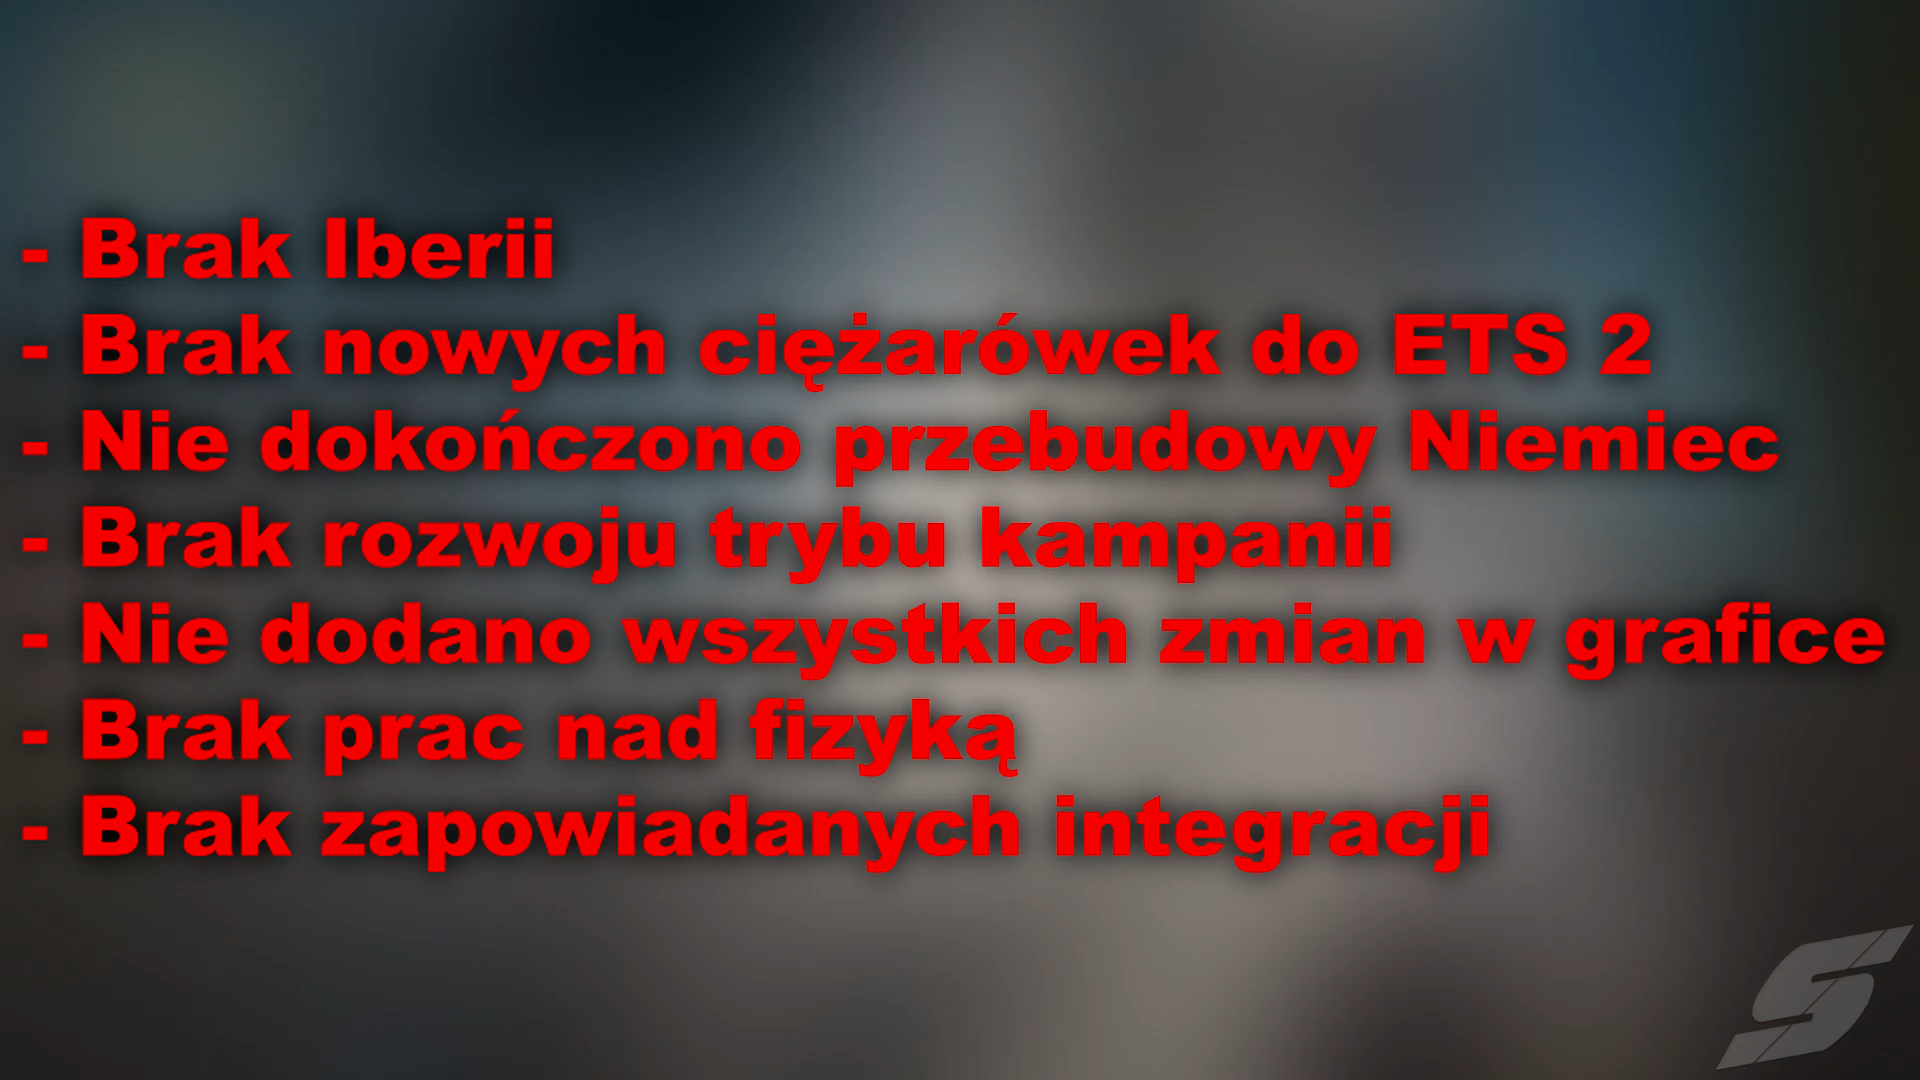 - Brak Iberii
- Brak nowych ciężarówek do ETS 2
- Nie dokończono przebudowy Niemiec
- Brak rozwoju trybu kampanii
- Nie dodano wszystkich zmian w grafice
- Brak prac nad fizyką
- Brak zapowiadanych integracji